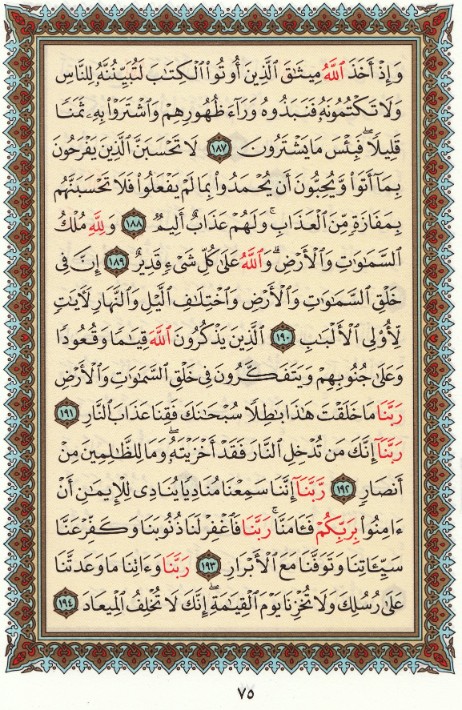 وَإِذْ أَخَذَ ٱللَّهُ مِيثَٰقَ ٱلَّذِينَ أُوتُوا۟ ٱلْكِتَٰبَ لَتُبَيِّنُنَّهُۥ لِلنَّاسِ
وَلَا تَكْتُمُونَهُۥ فَنَبَذُوهُ وَرَآءَ ظُهُورِهِمْ وَٱشْتَرَوْا۟ بِهِۦ ثَمَنًا
قَلِيلًا ۖ فَبِئْسَ مَا يَشْتَرُونَ ١٨٧ لَا تَحْسَبَنَّ ٱلَّذِينَ يَفْرَحُونَ
بِمَآ أَتَوا۟ وَّيُحِبُّونَ أَن يُحْمَدُوا۟ بِمَا لَمْ يَفْعَلُوا۟ فَلَا تَحْسَبَنَّهُم
بِمَفَازَةٍ مِّنَ ٱلْعَذَابِ ۖ وَلَهُمْ عَذَابٌ أَلِيمٌ ١٨٨ وَلِلَّهِ مُلْكُ
ٱلسَّمَٰوَٰتِ وَٱلْأَرْضِ ۗ وَٱللَّهُ عَلَىٰ كُلِّ شَىْءٍ قَدِيرٌ ١٨٩ إِنَّ فِى
خَلْقِ ٱلسَّمَٰوَٰتِ وَٱلْأَرْضِ وَٱخْتِلَٰفِ ٱلَّيْلِ وَٱلنَّهَارِ لَءَايَٰتٍ
لِّأُو۟لِى ٱلْأَلْبَٰبِ ١٩٠ ٱلَّذِينَ يَذْكُرُونَ ٱللَّهَ قِيَٰمًا وَقُعُودًا
وَعَلَىٰ جُنُوبِهِمْ وَيَتَفَكَّرُونَ فِى خَلْقِ ٱلسَّمَٰوَٰتِ وَٱلْأَرْضِ
رَبَّنَا مَا خَلَقْتَ هَٰذَا بَٰطِلًا سُبْحَٰنَكَ فَقِنَا عَذَابَ ٱلنَّارِ ١٩١
رَبَّنَآ إِنَّكَ مَن تُدْخِلِ ٱلنَّارَ فَقَدْ أَخْزَيْتَهُۥ ۖ وَمَا لِلظَّٰلِمِينَ مِنْ
أَنصَارٍ ١٩٢ رَّبَّنَآ إِنَّنَا سَمِعْنَا مُنَادِيًا يُنَادِى لِلْإِيمَٰنِ أَنْ
ءَامِنُوا۟ بِرَبِّكُمْ فَـَٔامَنَّا ۚ رَبَّنَا فَٱغْفِرْ لَنَا ذُنُوبَنَا وَكَفِّرْ عَنَّا
سَيِّـَٔاتِنَا وَتَوَفَّنَا مَعَ ٱلْأَبْرَارِ ١٩٣ رَبَّنَا وَءَاتِنَا مَا وَعَدتَّنَا
عَلَىٰ رُسُلِكَ وَلَا تُخْزِنَا يَوْمَ ٱلْقِيَٰمَةِ ۗ إِنَّكَ لَا تُخْلِفُ ٱلْمِيعَادَ ١٩٤
٧٥